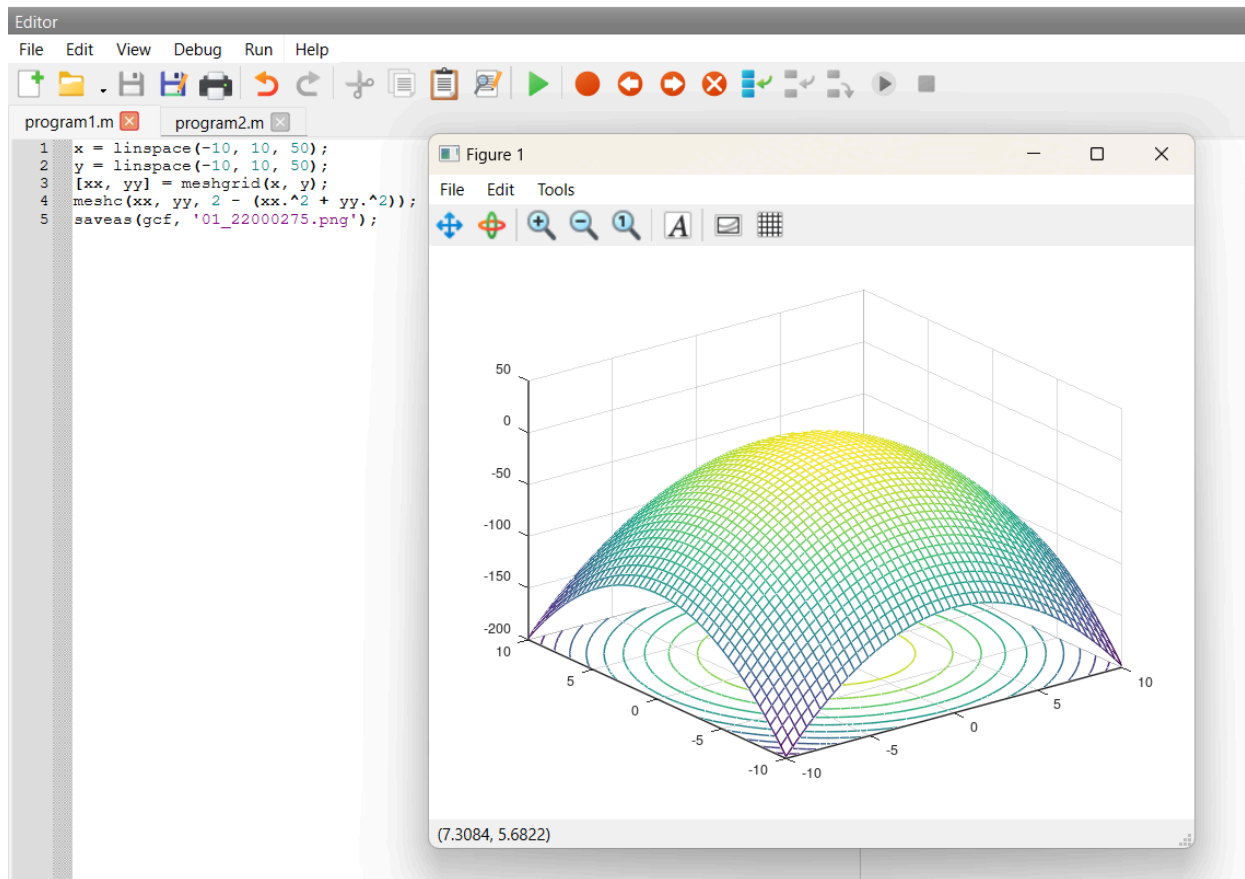 Editor
File Edit View Debug Run Help
program1.m program2.m
1 x = linspace(-10, 10, 50);
2 y = linspace(-10, 10, 50);
3 [xx, yy] = meshgrid(x, y);
4 meshc(xx, yy, 2 - (xx.^2 + yy.^2));
5 saveas(gcf, '01_22000275.png');
Figure 1
File Edit Tools
1 A
50
0
-50
-100
-150
-200
10
5
0
-5
-10
-10
-5
0
5
10
(7.3084, 5.6822)